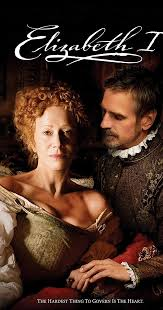 Elizabeth I
THE HARDEST THING TO GOVERN IS THE HEART.